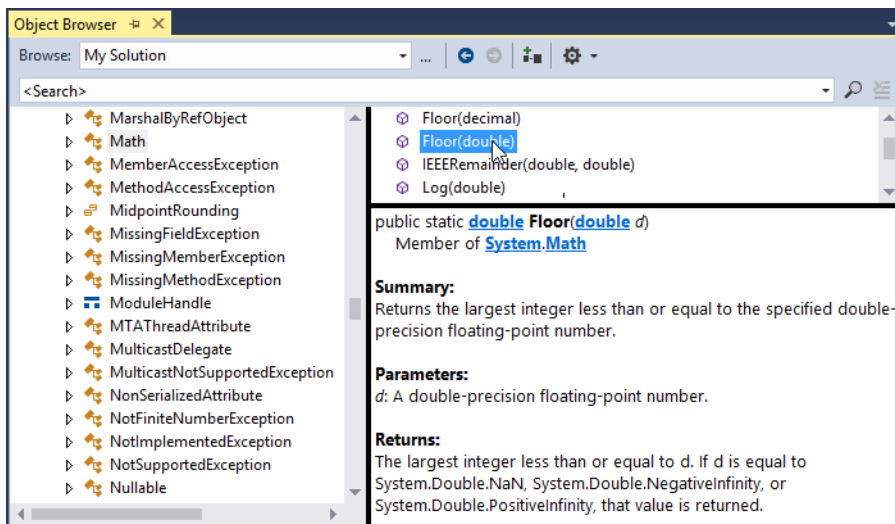 Object Browser
Browse: My Solution ...
<Search>
MarshalByRefObject
Math
MemberAccessException
MethodAccessException
MidpointRounding
MissingFieldException
MissingMemberException
MissingMethodException
ModuleHandle
MTAThreadAttribute
MulticastDelegate
MulticastNotSupportedException
NonSerializedAttribute
NotFiniteNumberException
NotImplementedException
NotSupportedException
Nullable
Floor(decimal)
Floor(double)
IEEERemainder(double, double)
Log(double)
public static double Floor(double d)
Member of System.Math
Summary:
Returns the largest integer less than or equal to the specified double-
precision floating-point number.
Parameters:
d: A double-precision floating-point number.
Returns:
The largest integer less than or equal to d. If d is equal to
System.Double.NaN, System.Double.NegativeInfinity, or
System.Double.PositiveInfinity, that value is returned.